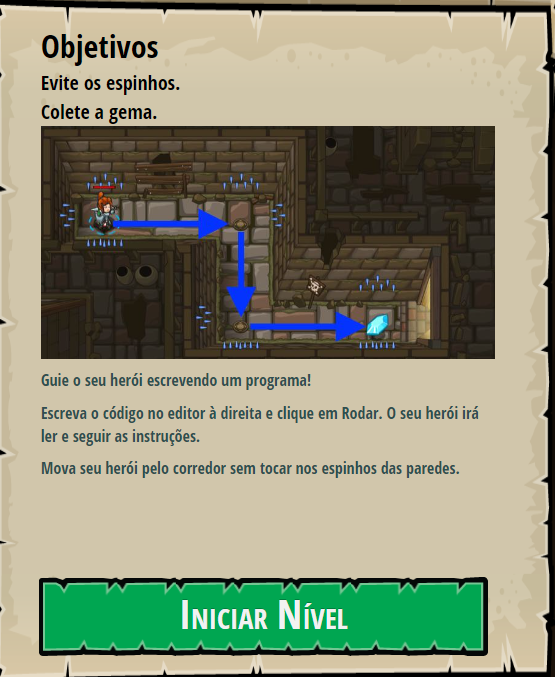 Objetivos
Evite os espinhos.
Colete a gema.
Guie o seu herói escrevendo um programa!
Escreva o código no editor à direita e clique em Rodar. O seu herói irá
ler e seguir as instruções.
Mova seu herói pelo corredor sem tocar nos espinhos das paredes.
Iniciar Nível